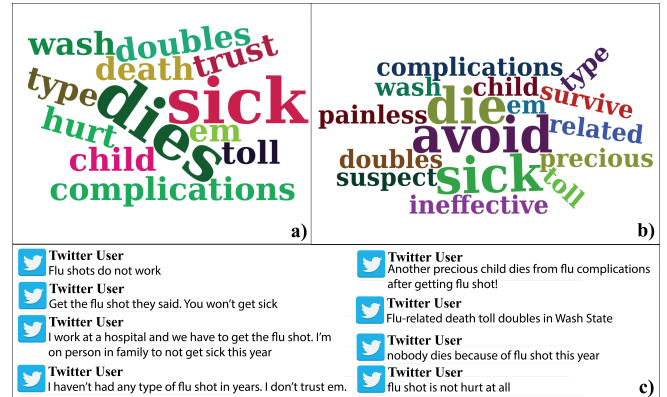 wash doubles
death trust
type dies sick
hurt em
child toll
complications
a)
complications type
wash child survive
painless die em related
avoid
doubles precious
suspect sick toll
ineffective
b)
Twitter User
Flu shots do not work
Twitter User
Get the flu shot they said. You won't get sick
Twitter User
I work at a hospital and we have to get the flu shot. I'm
on person in family to not get sick this year
Twitter User
I haven't had any type of flu shot in years. I don't trust em.
Twitter User
Another precious child dies from flu complications
after getting flu shot!
Twitter User
Flu-related death toll doubles in Wash State
Twitter User
nobody dies because of flu shot this year
Twitter User
flu shot is not hurt at all
c)